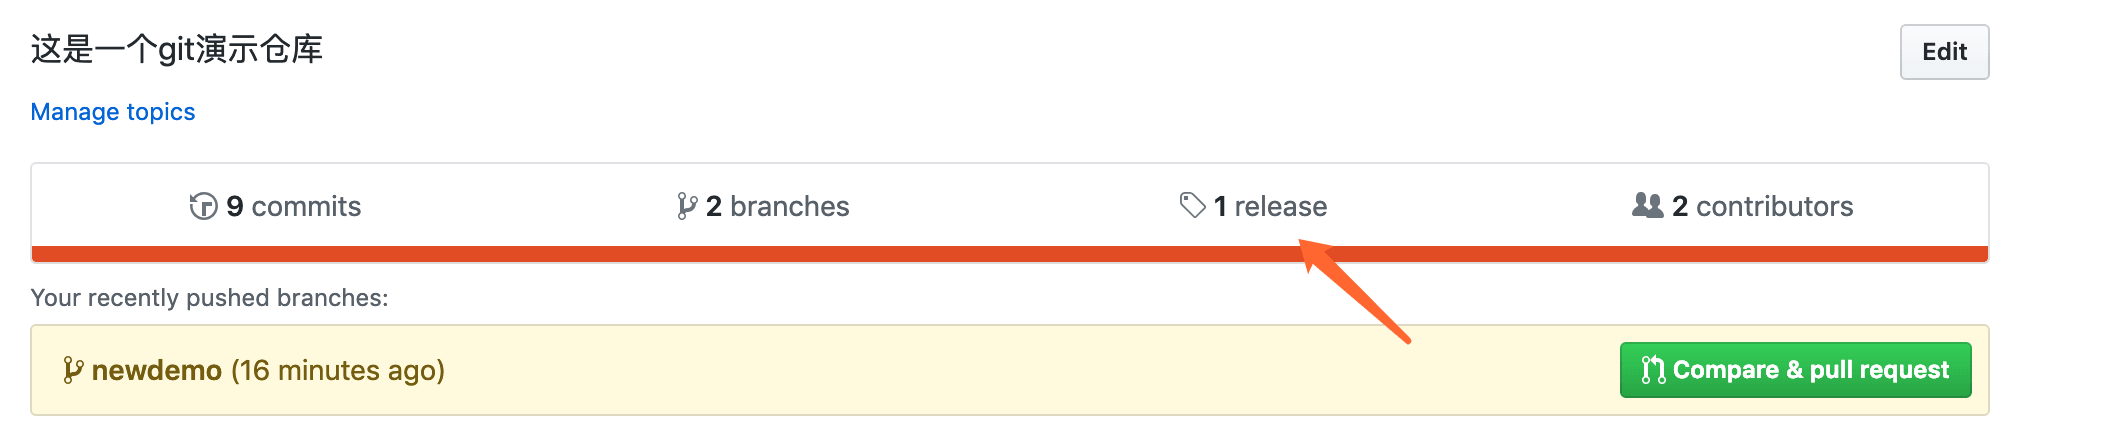 这是一个git演示仓库
Edit
Manage topics
9 commits 2 branches 1 release 2 contributors
Your recently pushed branches:
newdemo (16 minutes ago) Compare & pull request